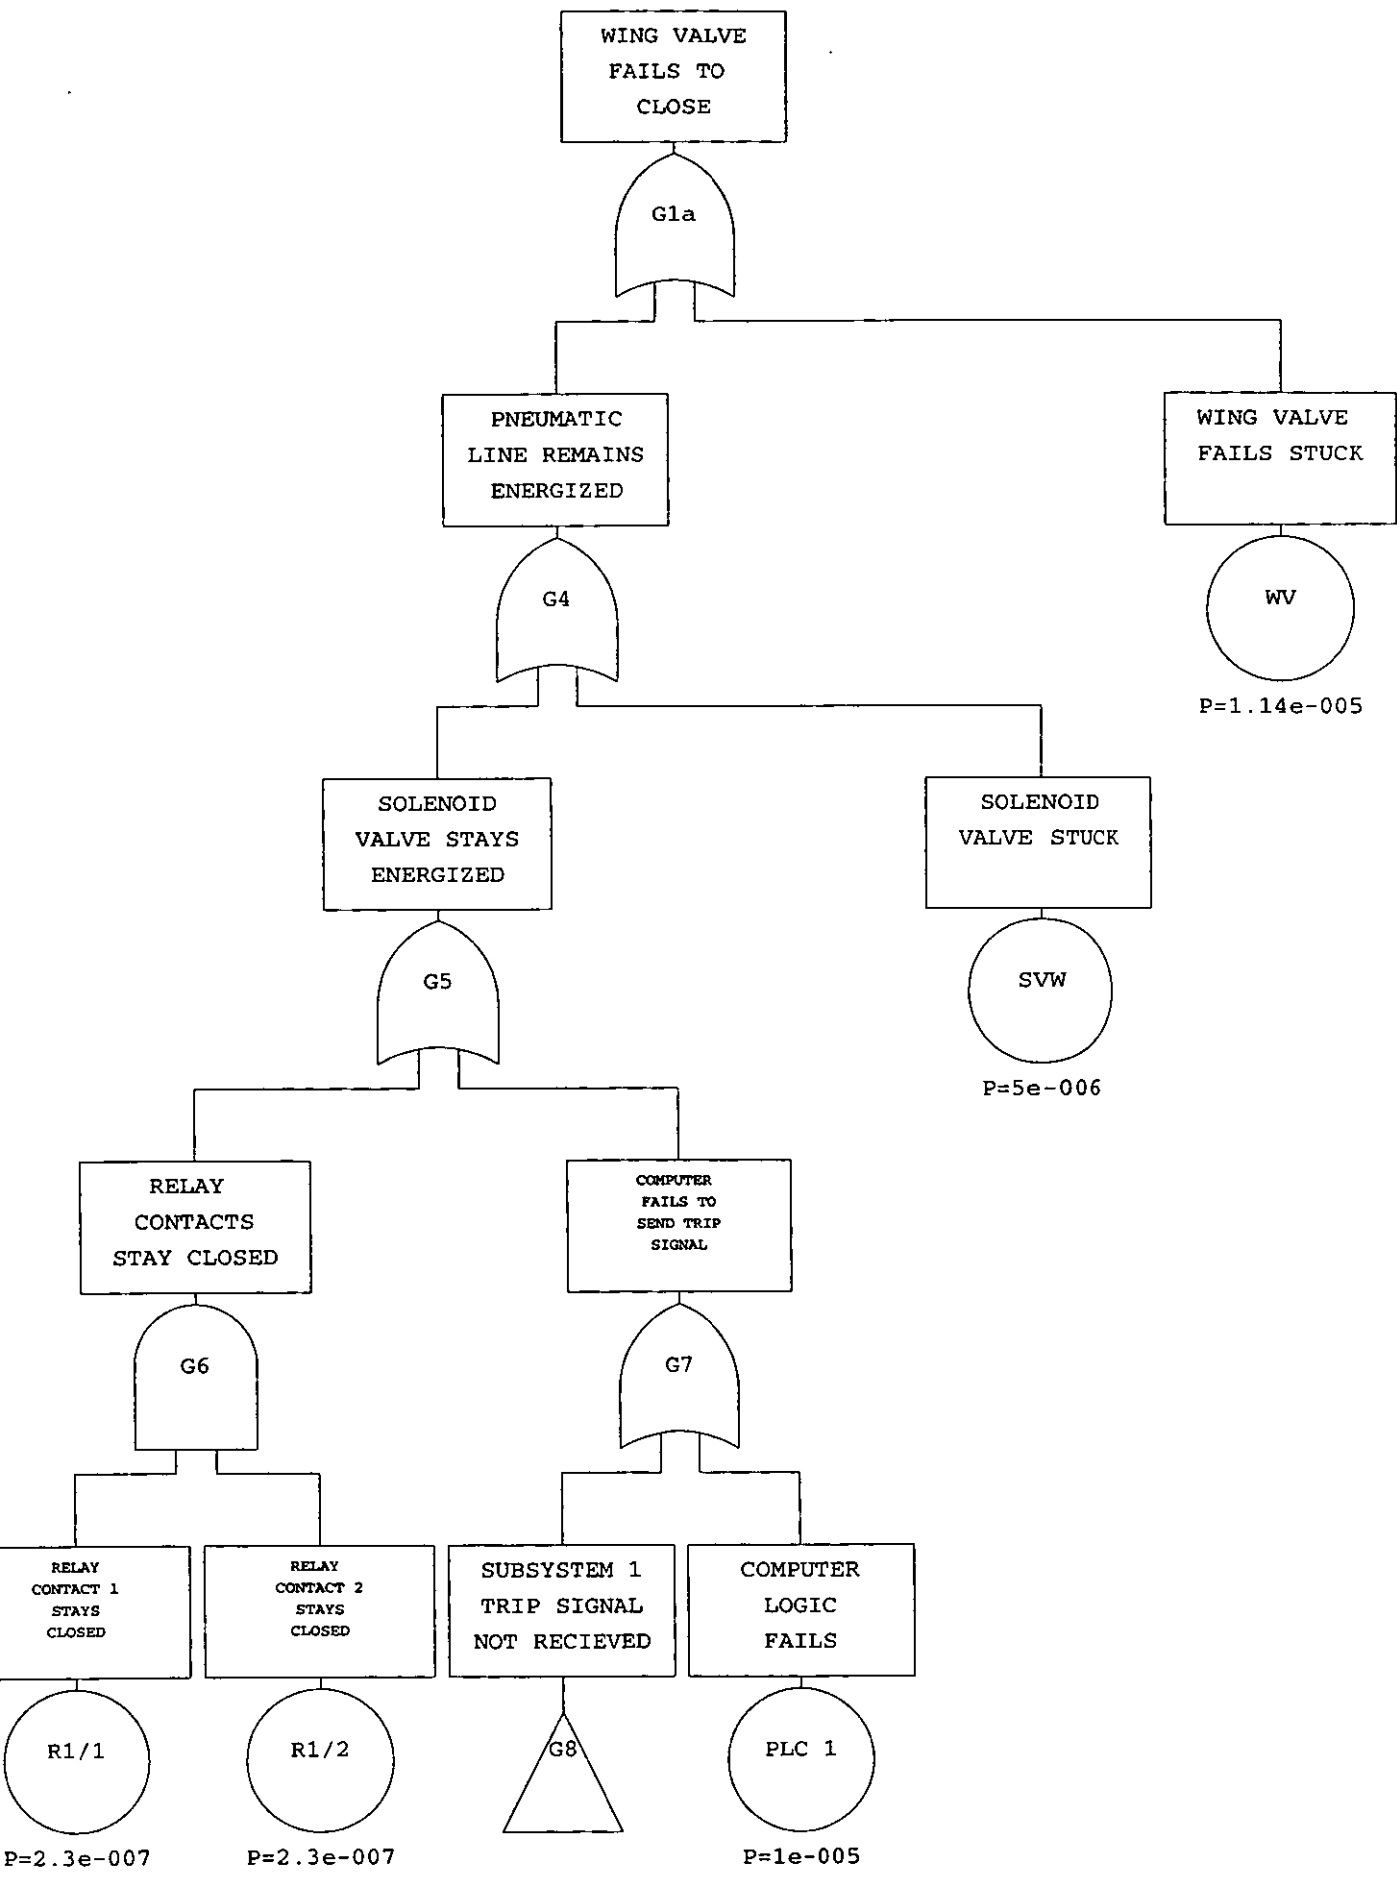 WING VALVE
FAILS TO
CLOSE
G1a
PNEUMATIC
LINE REMAINS
ENERGIZED
WING VALVE
FAILS STUCK
G4
WV
P=1.14e-005
SOLENOID
VALVE STAYS
ENERGIZED
SOLENOID
VALVE STUCK
G5
SVW
P=5e-006
RELAY
CONTACTS
STAY CLOSED
COMPUTER
FAILS TO
SEND TRIP
SIGNAL
G6
G7
RELAY
CONTACT 1
STAYS
CLOSED
RELAY
CONTACT 2
STAYS
CLOSED
SUBSYSTEM 1
TRIP SIGNAL
NOT RECIEVED
COMPUTER
LOGIC
FAILS
R1/1
R1/2
G8
PLC 1
P=2.3e-007
P=2.3e-007
P=1e-005